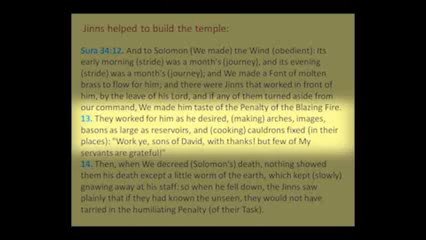 Jinns helped to build the temple:
Sura 34:12. And to Solomon (We made) the Wind (obedient): Its
early morning (stride) was a month's (journey), and its evening
(stride) was a month's (journey); and We made a Font of molten
brass to flow for him; and there were Jinns that worked in front of
him, by the leave of his Lord, and if any of them turned aside from
our command, We made him taste of the Penalty of the Blazing Fire.
13. They worked for him as he desired, (making) arches, images,
basons as large as reservoirs, and (cooking) cauldrons fixed (in their
places): "Work ye, sons of David, with thanks! but few of My
servants are grateful!"
14. Then, when We decreed (Solomon's) death, nothing showed
them his death except a little worm of the earth, which kept (slowly)
gnawing away at his staff: so when he fell down, the Jinns saw
plainly that if they had known the unseen, they would not have
tarried in the humiliating Penalty (of their Task).